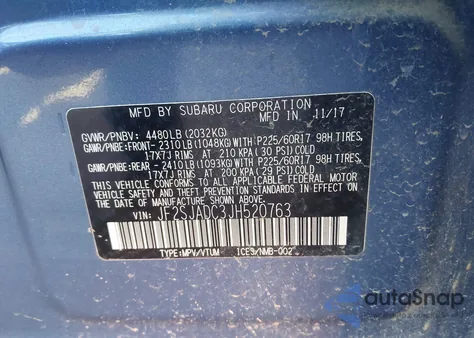 MFD BY SUBARU CORPORATION
MFD IN 11/17
GVWR/PNBV: 4480LB(2032KG)
GAWR/PNBE:FRONT- 2310LB(1048KG)WITH P225/60R17 98H TIRES,
17X7J RIMS AT 210 KPA(30 PSI)COLD
GAWR/PNBE:REAR -2410LB(1093KG)WITH P225/60R17 98H TIRES,
17X7J RIMS AT 200 KPA(29 PSI)COLD
THIS VEHICLE CONFORMS TO ALL APPLICABLE FEDERAL MOTOR
VEHICLE SAFETY AND THEFT PREVENTION STANDARDS IN
EFFECT ON THE DATE OF MANUFACTURE SHOWN ABOVE.
VIN: JF2SJADC3JH520763
TYPE:MPV/VTUM ICES/NMB-002
autoSnap